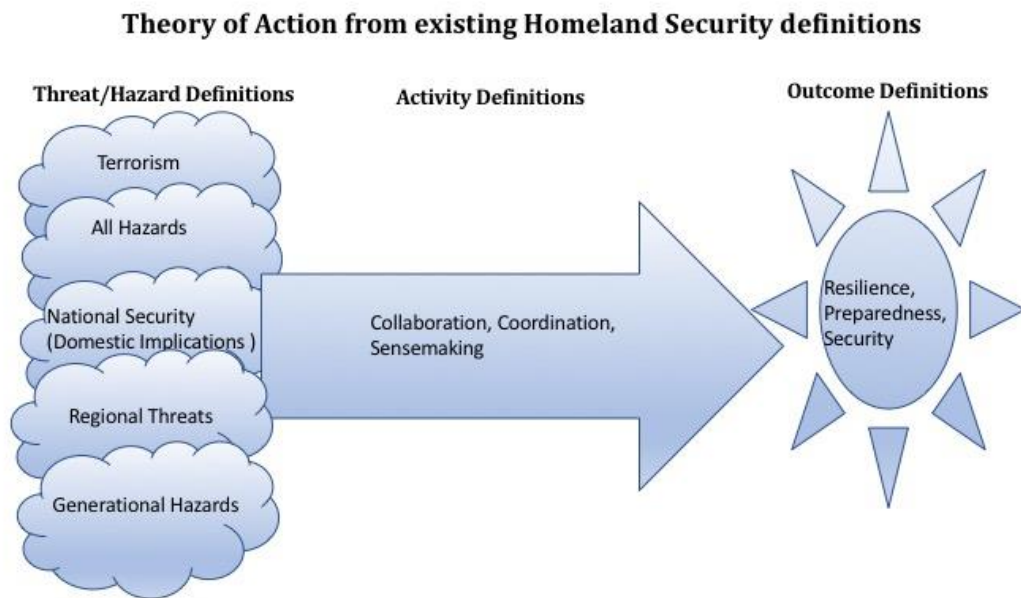 Theory of Action from existing Homeland Security definitions
Threat/Hazard Definitions
Activity Definitions
Outcome Definitions
Terrorism
All Hazards
National Security
(Domestic Implications )
Regional Threats
Generational Hazards
Collaboration, Coordination,
Sensemaking
Resilience,
Preparedness,
Security